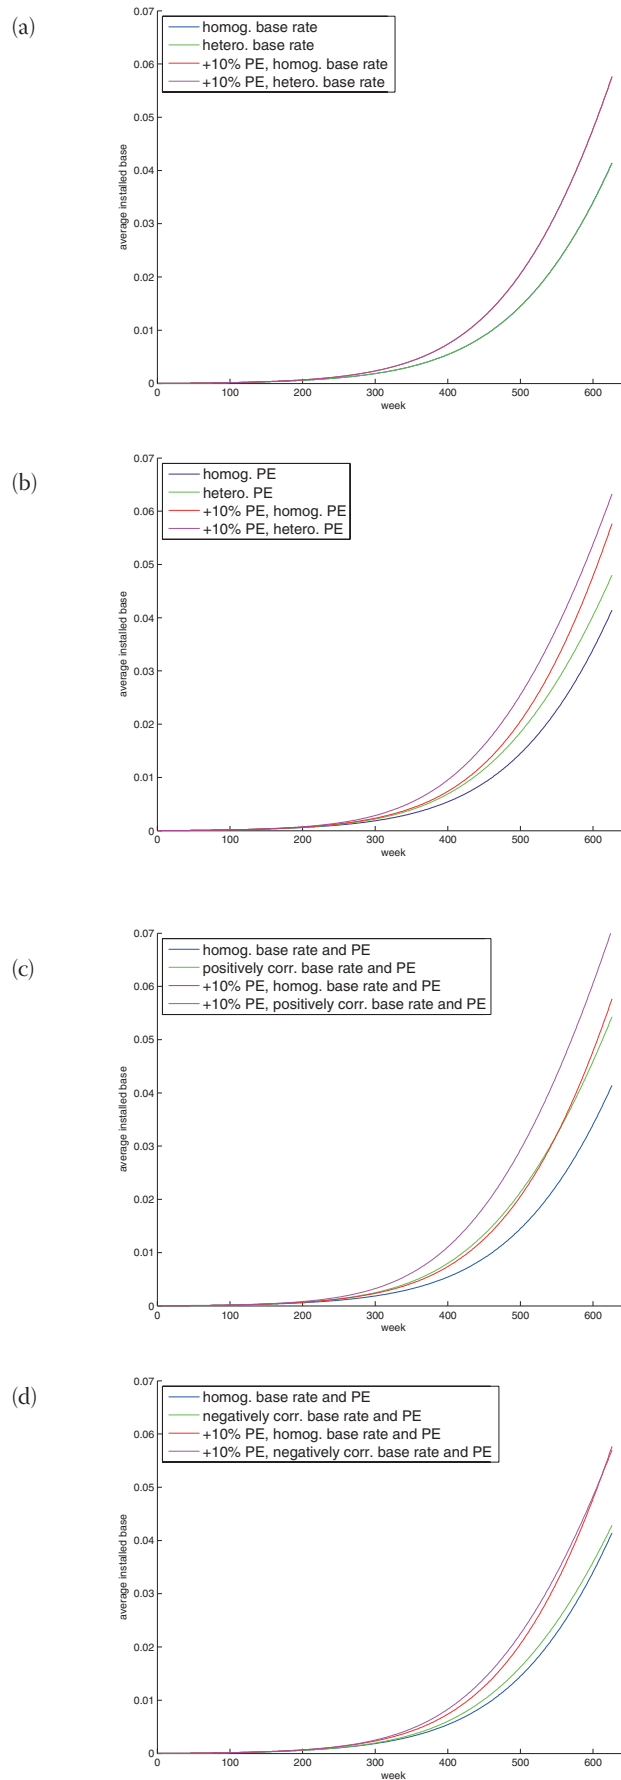 (a)
homog. base rate
hetero. base rate
+10% PE, homog. base rate
+10% PE, hetero. base rate
0.07
0.06
0.05
0.04
0.03
0.02
0.01
0
average installed base
0 100 200 300 400 500 600
week
(b)
homog. PE
hetero. PE
+10% PE, homog. PE
+10% PE, hetero. PE
0.07
0.06
0.05
0.04
0.03
0.02
0.01
0
average installed base
0 100 200 300 400 500 600
week
(c)
homog. base rate and PE
positively corr. base rate and PE
+10% PE, homog. base rate and PE
+10% PE, positively corr. base rate and PE
0.07
0.06
0.05
0.04
0.03
0.02
0.01
0
average installed base
0 100 200 300 400 500 600
week
(d)
homog. base rate and PE
negatively corr. base rate and PE
+10% PE, homog. base rate and PE
+10% PE, negatively corr. base rate and PE
0.07
0.06
0.05
0.04
0.03
0.02
0.01
0
average installed base
0 100 200 300 400 500 600
week